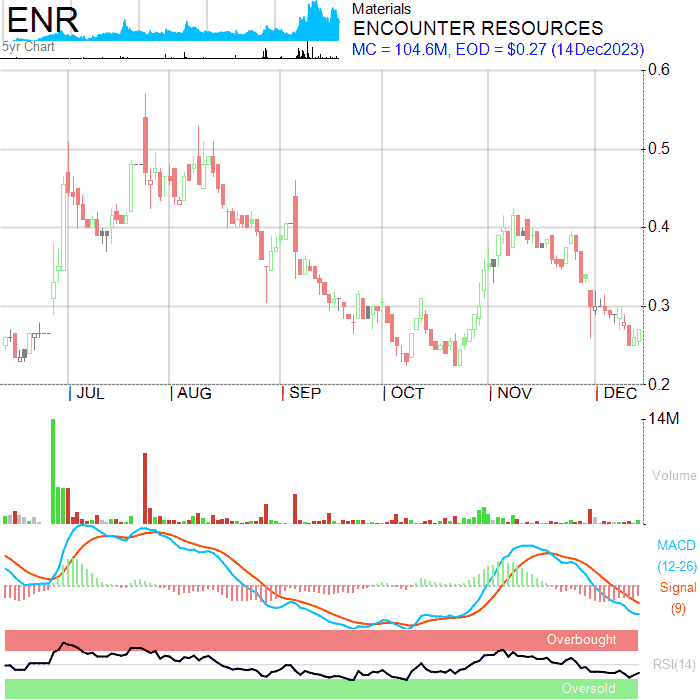 ENR
5yr Chart
Materials
ENCOUNTER RESOURCES
MC = 104.6M, EOD = $0.27 (14Dec2023)
0.6
0.5
0.4
0.3
0.2
JUL AUG SEP OCT NOV DEC
14M
Volume
MACD
(12-26)
Signal
(9)
Overbought
RSI(14)
Oversold